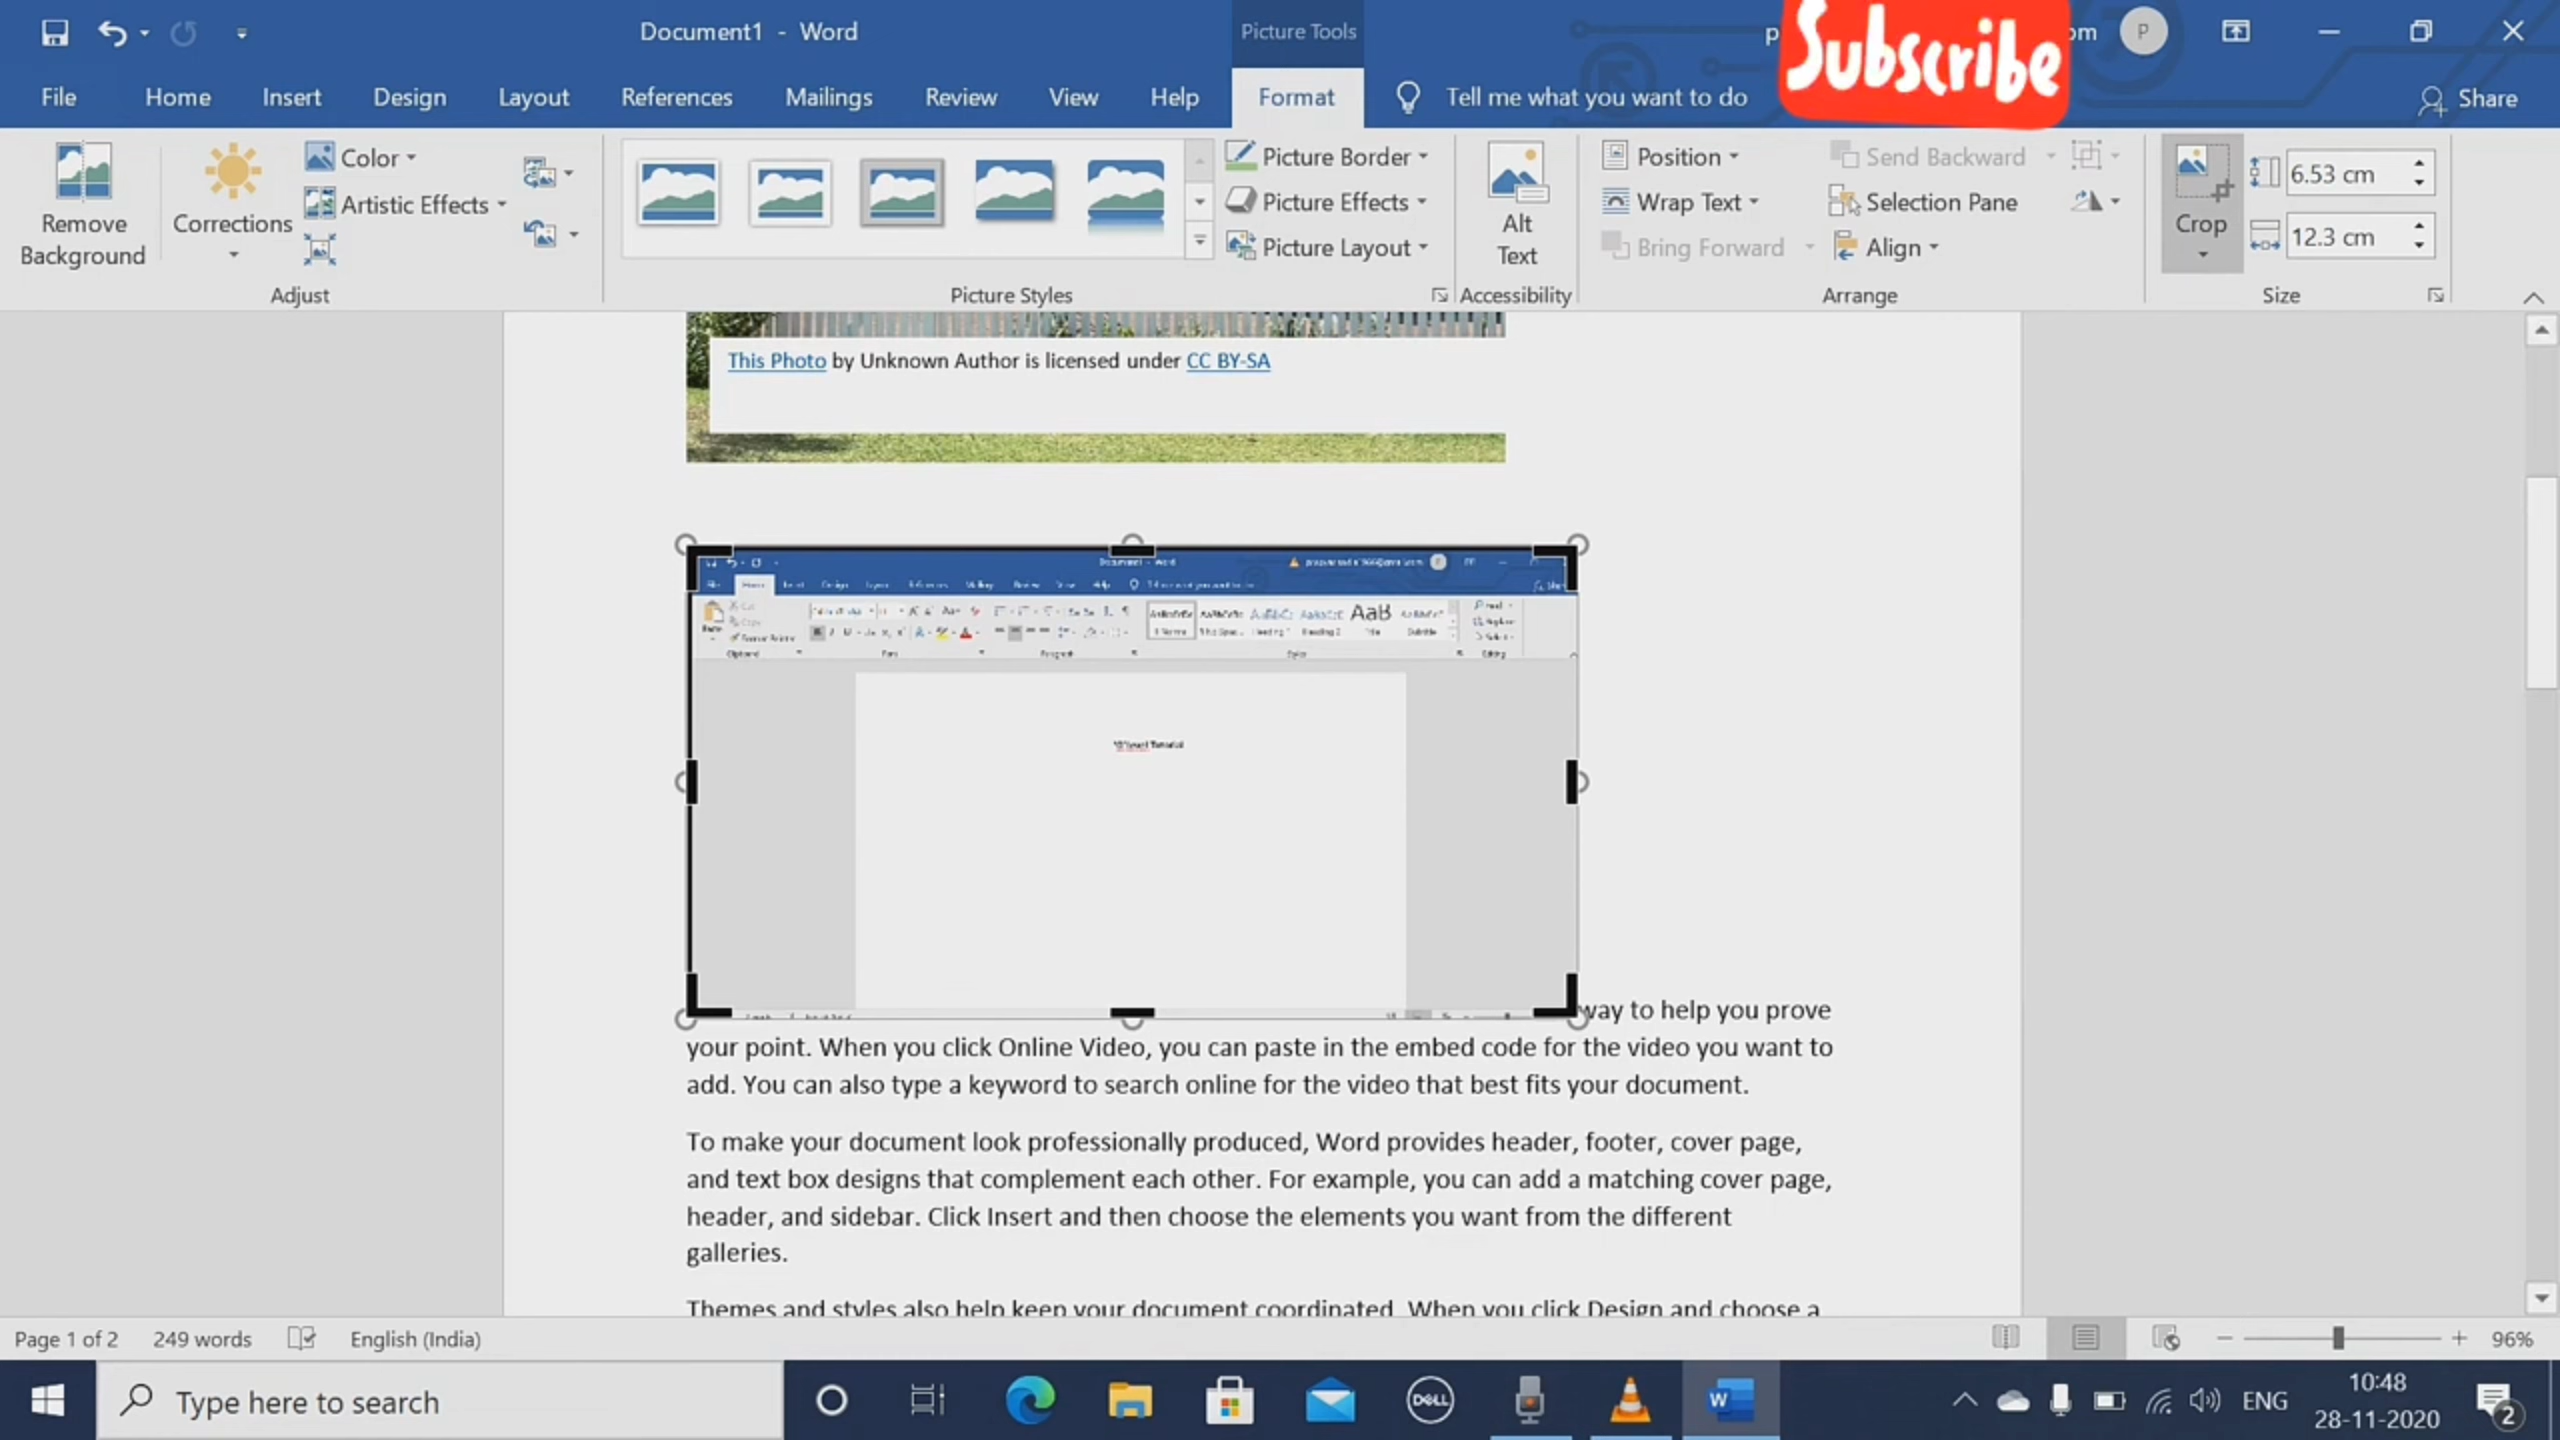 Document1 - Word
Picture Tools
p
Subscribe
om
P
File
Home
Insert
Design
Layout
References
Mailings
Review
View
Help
Format
Tell me what you want to do
Share
Remove
Background
Corrections
Color
Artistic Effects
Adjust
Picture Styles
Picture Border
Picture Effects
Picture Layout
Alt
Text
Accessibility
Position
Wrap Text
Bring Forward
Send Backward
Selection Pane
Align
Arrange
Crop
6.53 cm
12.3 cm
Size
This Photo by Unknown Author is licensed under CC BY-SA
Document1 - Word
AaB
way to help you prove
your point. When you click Online Video, you can paste in the embed code for the video you want to
add. You can also type a keyword to search online for the video that best fits your document.
To make your document look professionally produced, Word provides header, footer, cover page,
and text box designs that complement each other. For example, you can add a matching cover page,
header, and sidebar. Click Insert and then choose the elements you want from the different
galleries.
Themes and styles also help keep your document coordinated. When you click Design and choose a
Page 1 of 2
249 words
English (India)
96%
Type here to search
DELL
W
ENG
10:48
28-11-2020
2